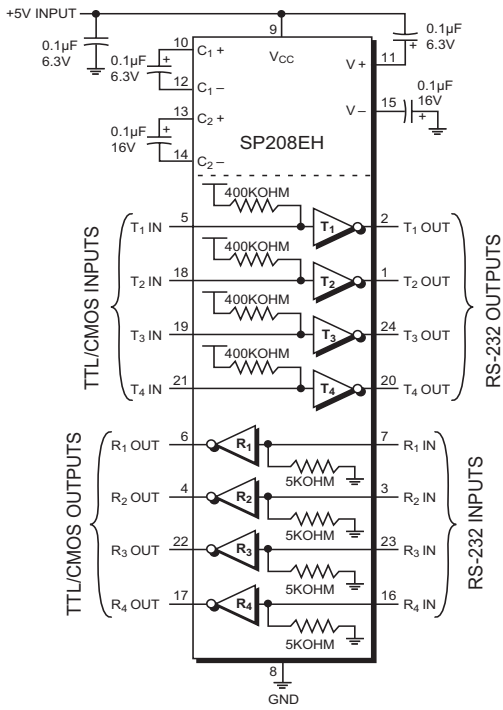 +5V INPUT
0.1µF
6.3V
9
VCC
0.1µF
6.3V
10
C1 +
0.1µF
6.3V
12
C1 –
V +
11
0.1µF
16V
13
C2 +
0.1µF
16V
14
C2 –
V –
15
SP208EH
TTL/CMOS INPUTS
RS-232 OUTPUTS
400KOHM
T1 IN
5
T1
2
T1 OUT
400KOHM
T2 IN
18
T2
1
T2 OUT
400KOHM
T3 IN
19
T3
24
T3 OUT
400KOHM
T4 IN
21
T4
20
T4 OUT
TTL/CMOS OUTPUTS
RS-232 INPUTS
R1 OUT
6
R1
7
R1 IN
5KOHM
R2 OUT
4
R2
3
R2 IN
5KOHM
R3 OUT
22
R3
23
R3 IN
5KOHM
R4 OUT
17
R4
16
R4 IN
5KOHM
8
GND